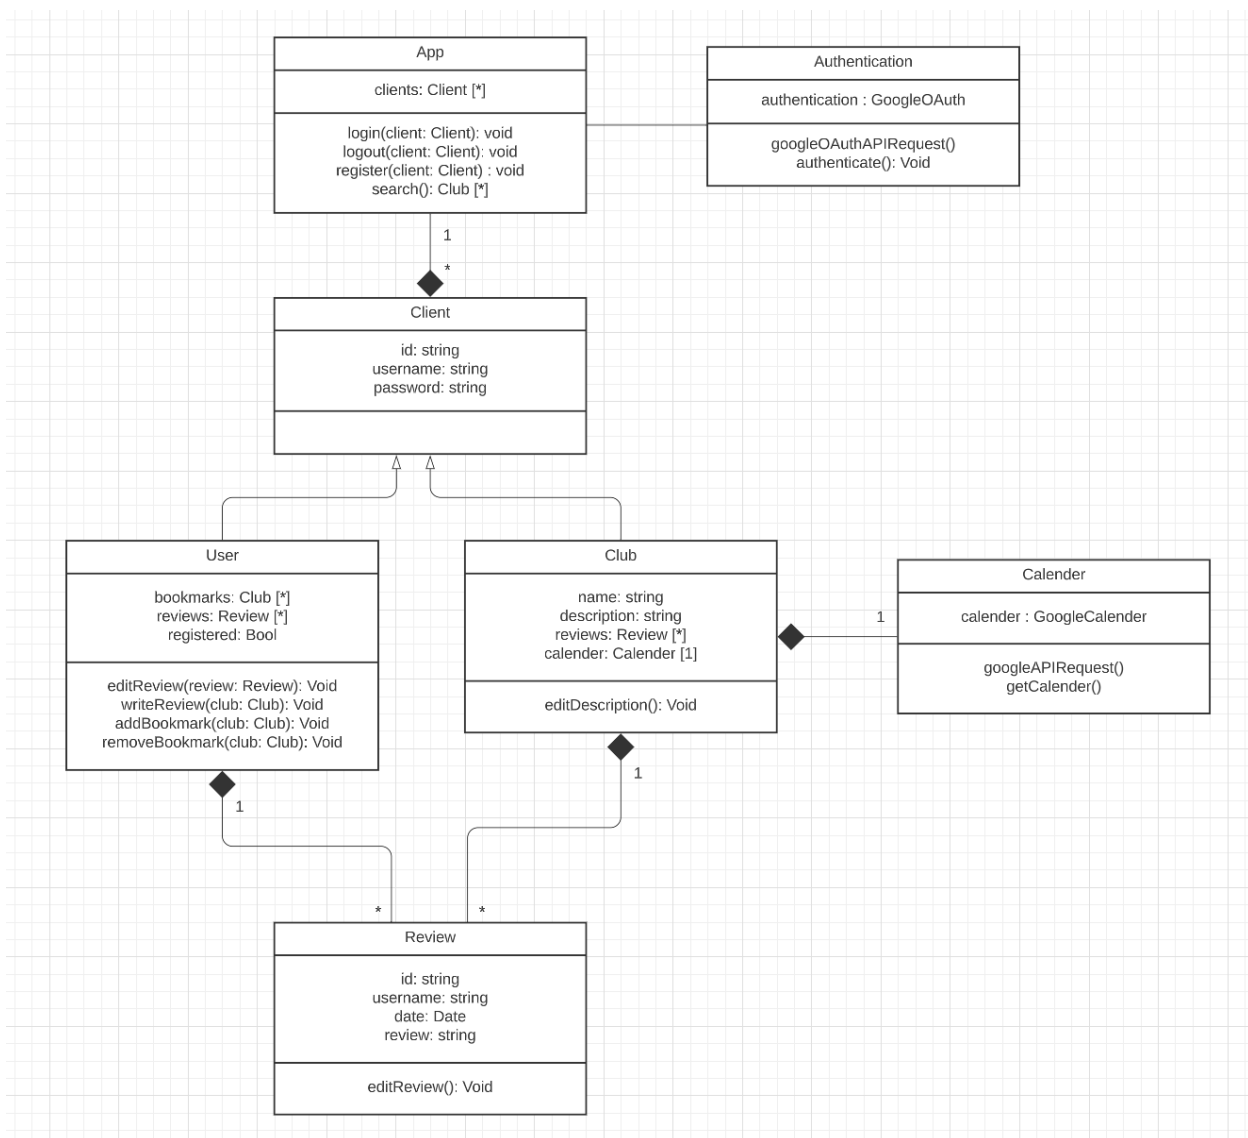 App
clients: Client [*]
login(client: Client): void
logout(client: Client): void
register(client: Client) : void
search(): Club [*]
Authentication
authentication : GoogleOAuth
googleOAuthAPIRequest()
authenticate(): Void
1
*
Client
id: string
username: string
password: string
User
bookmarks: Club [*]
reviews: Review [*]
registered: Bool
editReview(review: Review): Void
writeReview(club: Club): Void
addBookmark(club: Club): Void
removeBookmark(club: Club): Void
Club
name: string
description: string
reviews: Review [*]
calender: Calender [1]
editDescription(): Void
1
Calender
calender : GoogleCalender
googleAPIRequest()
getCalender()
1
1
*
*
Review
id: string
username: string
date: Date
review: string
editReview(): Void